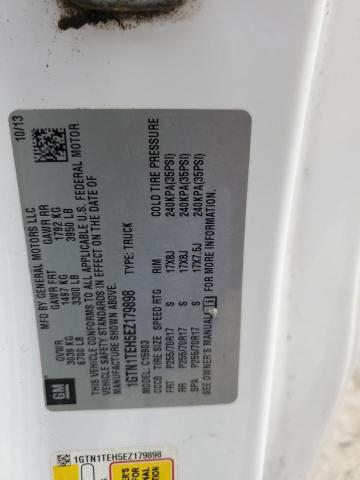 10/13
MFD BY GENERAL MOTORS LLC
GVWR GAWR FRT GAWR RR
3039 KG 1497 KG 1792 KG
6700 LB 3300 LB 3950 LB
THIS VEHICLE CONFORMS TO ALL APPLICABLE U.S. FEDERAL MOTOR
VEHICLE SAFETY STANDARDS IN EFFECT ON THE DATE OF
MANUFACTURE SHOWN ABOVE.
1GTN1TEH5EZ179898 TYPE: TRUCK
MODEL: C15903
CCCB TIRE SIZE SPEED RTG RIM COLD TIRE PRESSURE
FRT P255/70R17 S 17X8J 240KPA(35PSI)
RR P255/70R17 S 17X8J 240KPA(35PSI)
SPA P255/70R17 S 17X7.5J 240KPA(35PSI)
SEE OWNER'S MANUAL FOR MORE INFORMATION.
GM
1GTN1TEH5EZ179898